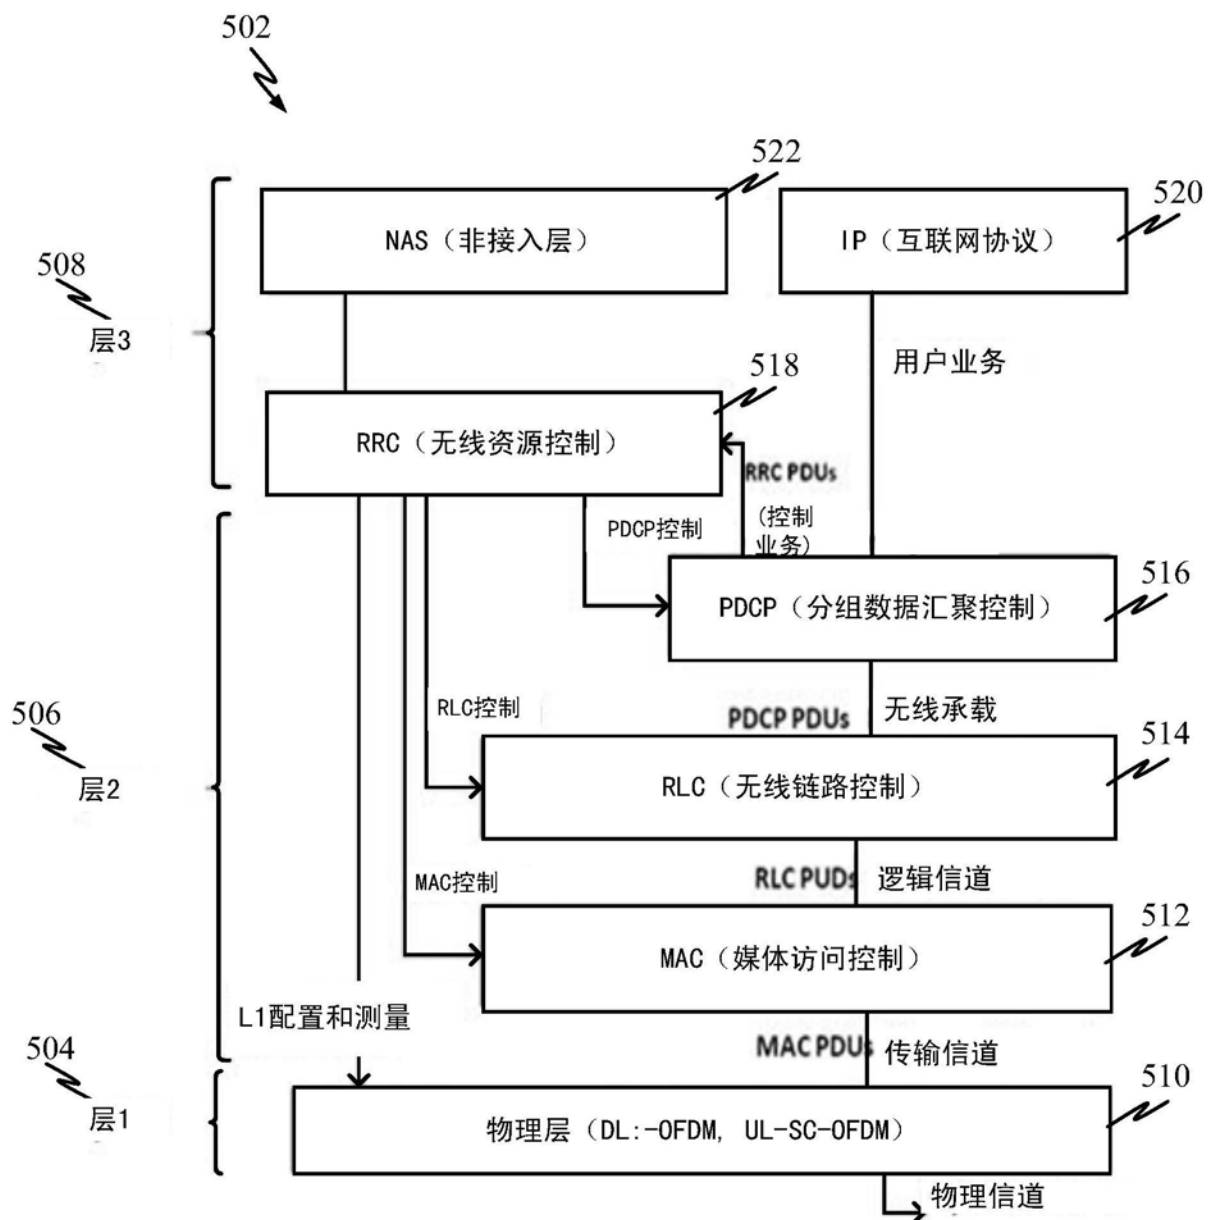 502
522
520
NAS（非接入层）
IP（互联网协议）
508
层3
用户业务
518
RRC（无线资源控制）
RRC PDUs
PDCP控制
(控制
业务)
516
PDCP（分组数据汇聚控制）
506
层2
RLC控制
PDCP PDUs
无线承载
514
RLC（无线链路控制）
MAC控制
RLC PUDs
逻辑信道
512
MAC（媒体访问控制）
L1配置和测量
504
层1
MAC PDUs
传输信道
510
物理层（DL:-OFDM, UL-SC-OFDM）
物理信道